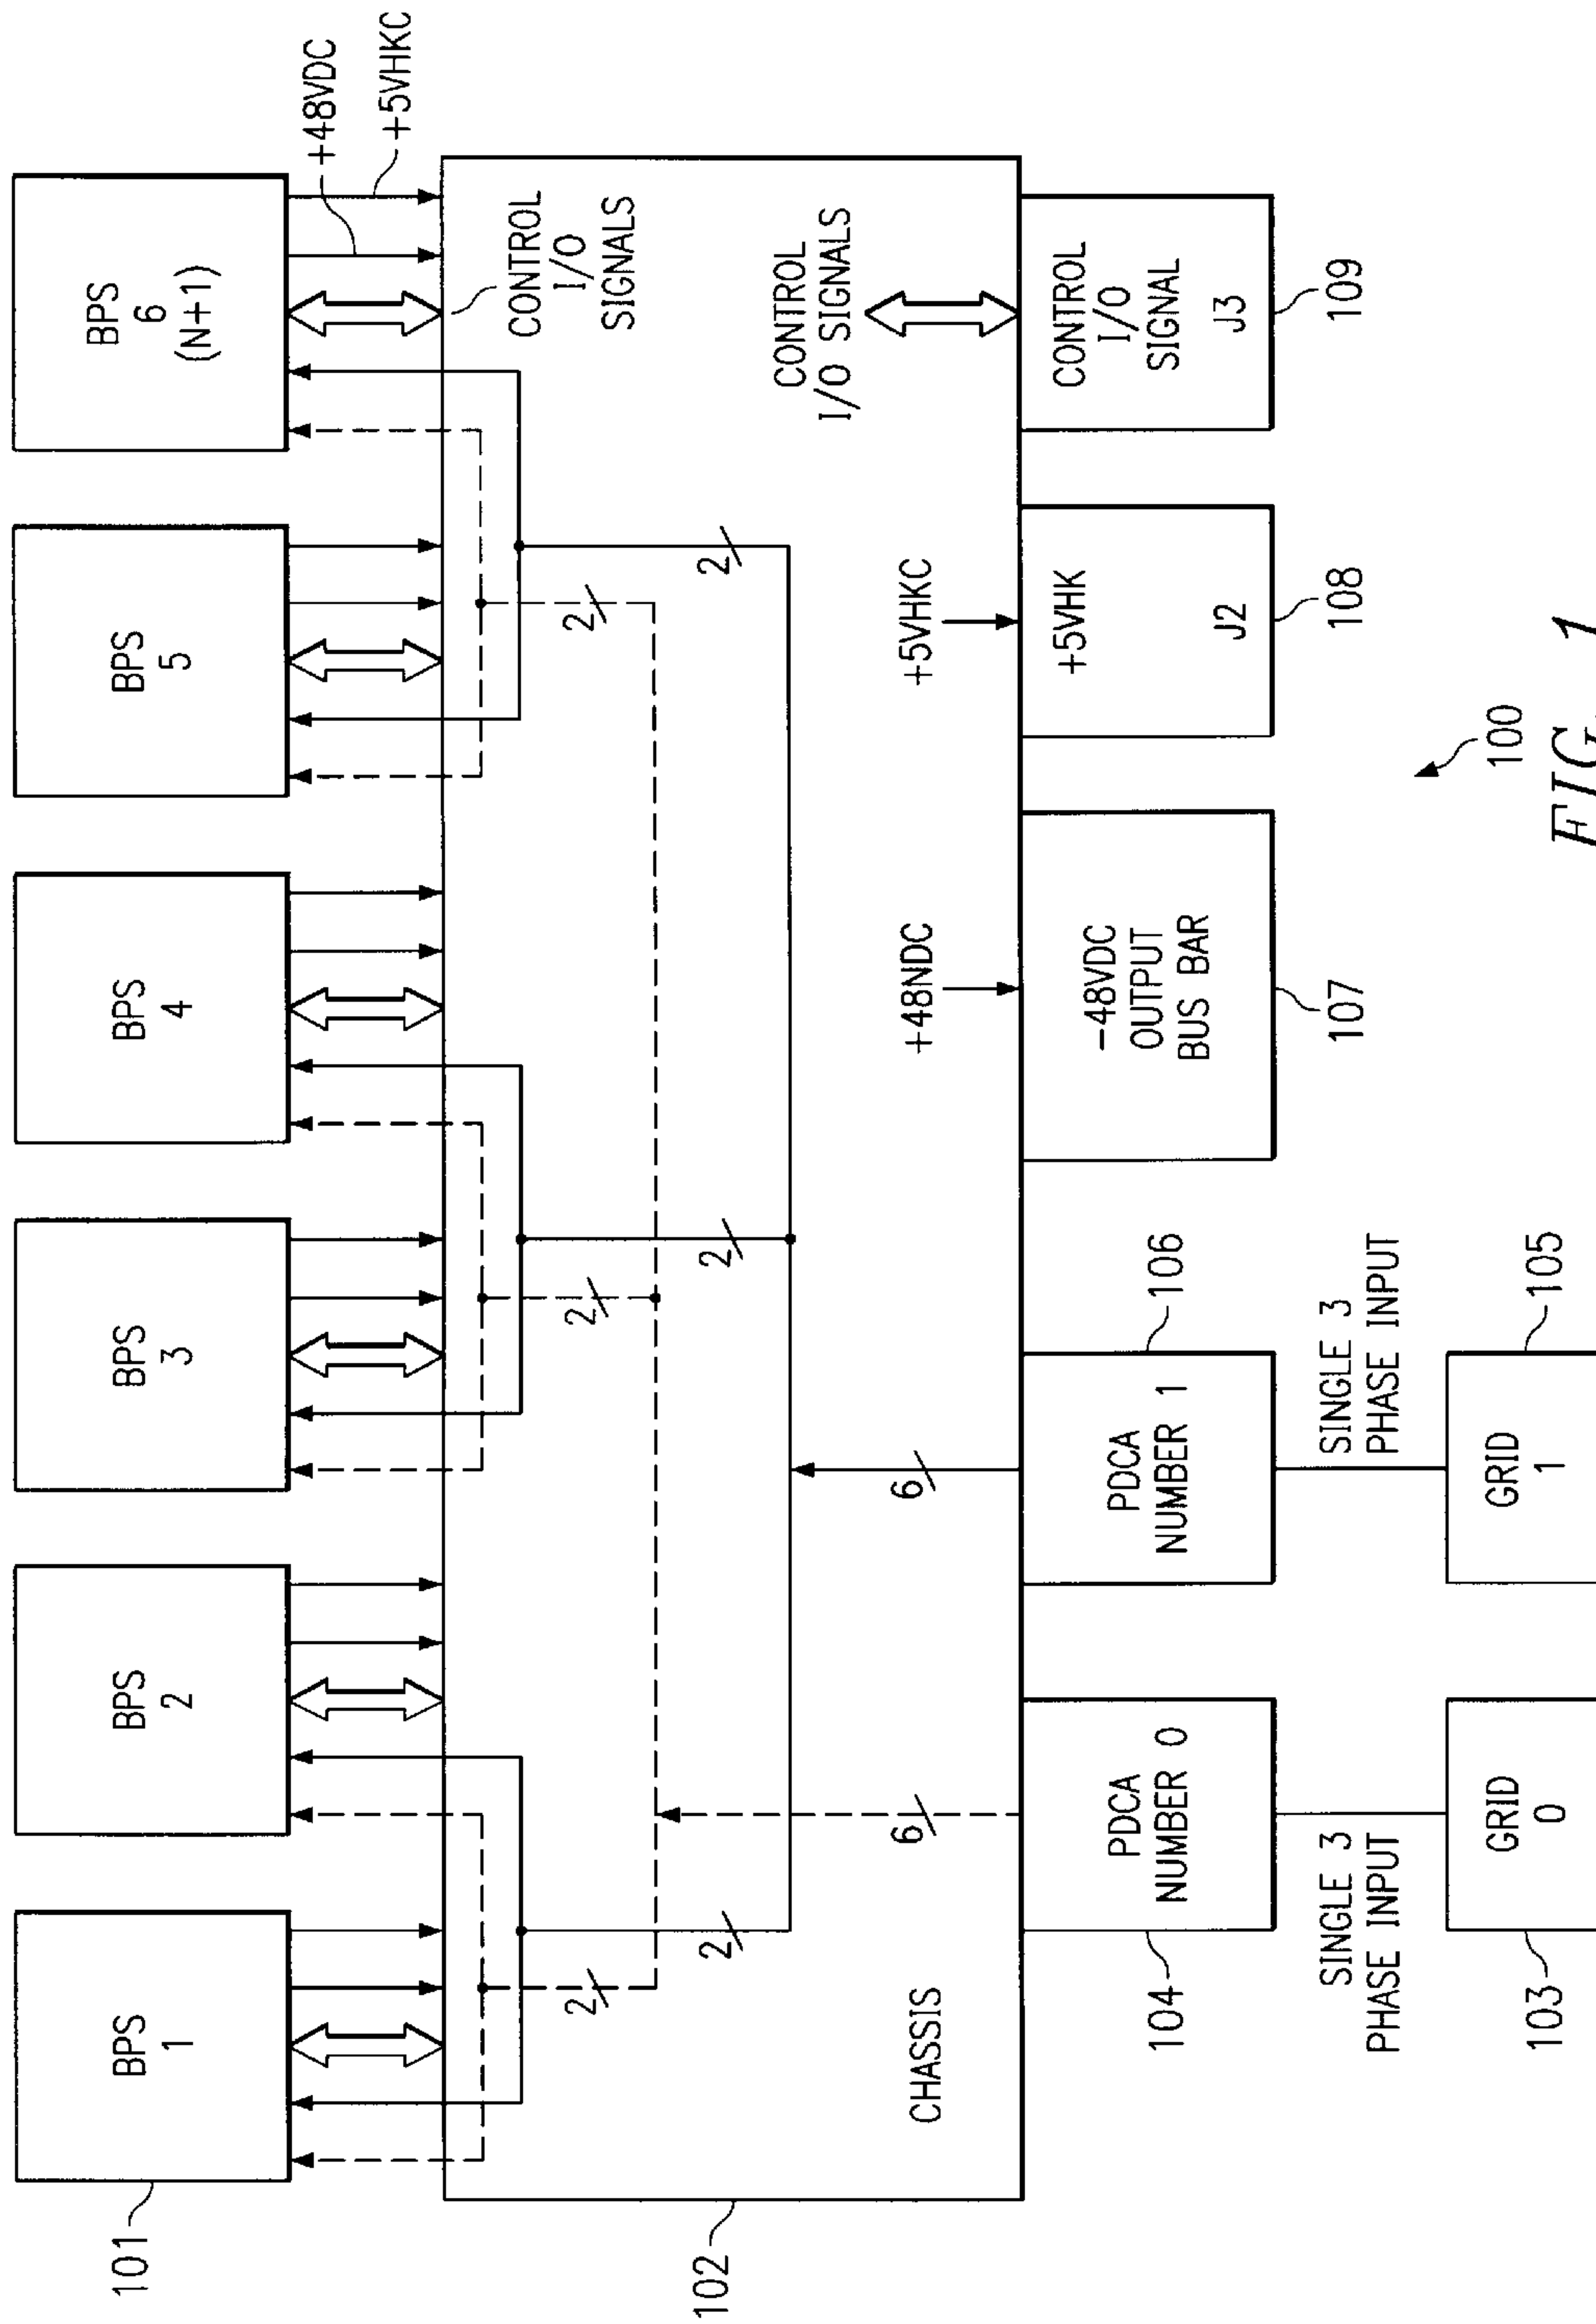 BPS
1
BPS
2
BPS
3
BPS
4
BPS
5
BPS
6
(N+1)
+48VDC
+5VHKC
101
CONTROL
I/O
SIGNALS
2
2
2
2
2
2
102
CHASSIS
6
6
+48NDC
+5VHKC
CONTROL
I/O SIGNALS
104
PDCA
NUMBER 0
PDCA
NUMBER 1
106
-48VDC
OUTPUT
BUS BAR
107
+5VHK
J2
108
CONTROL
I/O
SIGNAL
J3
109
SINGLE 3
PHASE INPUT
SINGLE 3
PHASE INPUT
103
GRID
0
GRID
1
105
100
FIG. 1